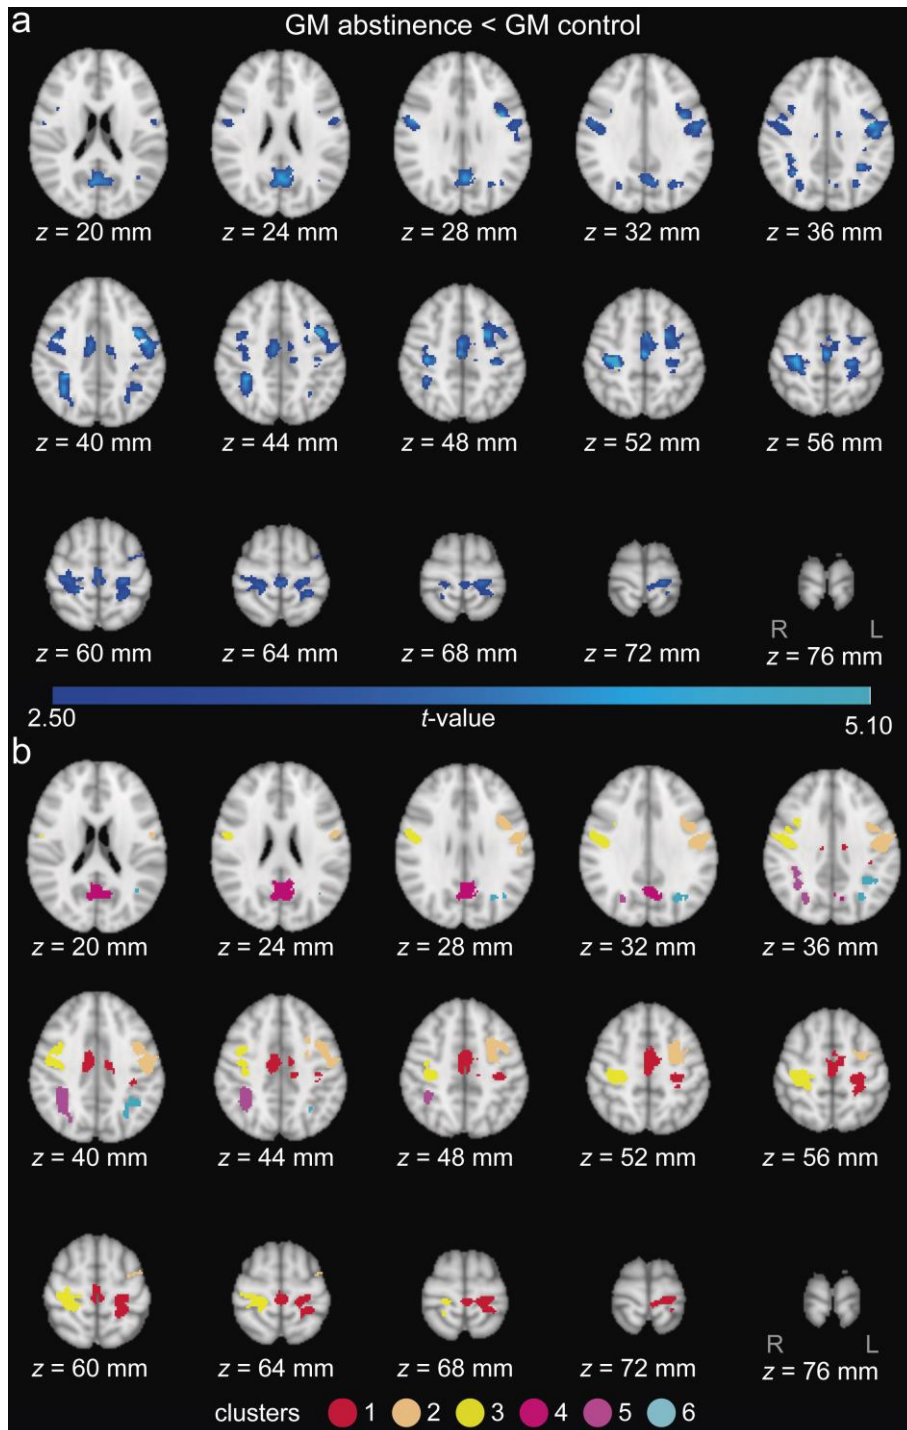 a
GM abstinence < GM control
z = 20 mm z = 24 mm z = 28 mm z = 32 mm z = 36 mm
z = 40 mm z = 44 mm z = 48 mm z = 52 mm z = 56 mm
R L
z = 60 mm z = 64 mm z = 68 mm z = 72 mm z = 76 mm
2.50 t-value 5.10
b
z = 20 mm z = 24 mm z = 28 mm z = 32 mm z = 36 mm
z = 40 mm z = 44 mm z = 48 mm z = 52 mm z = 56 mm
R L
z = 60 mm z = 64 mm z = 68 mm z = 72 mm z = 76 mm
clusters 1 2 3 4 5 6